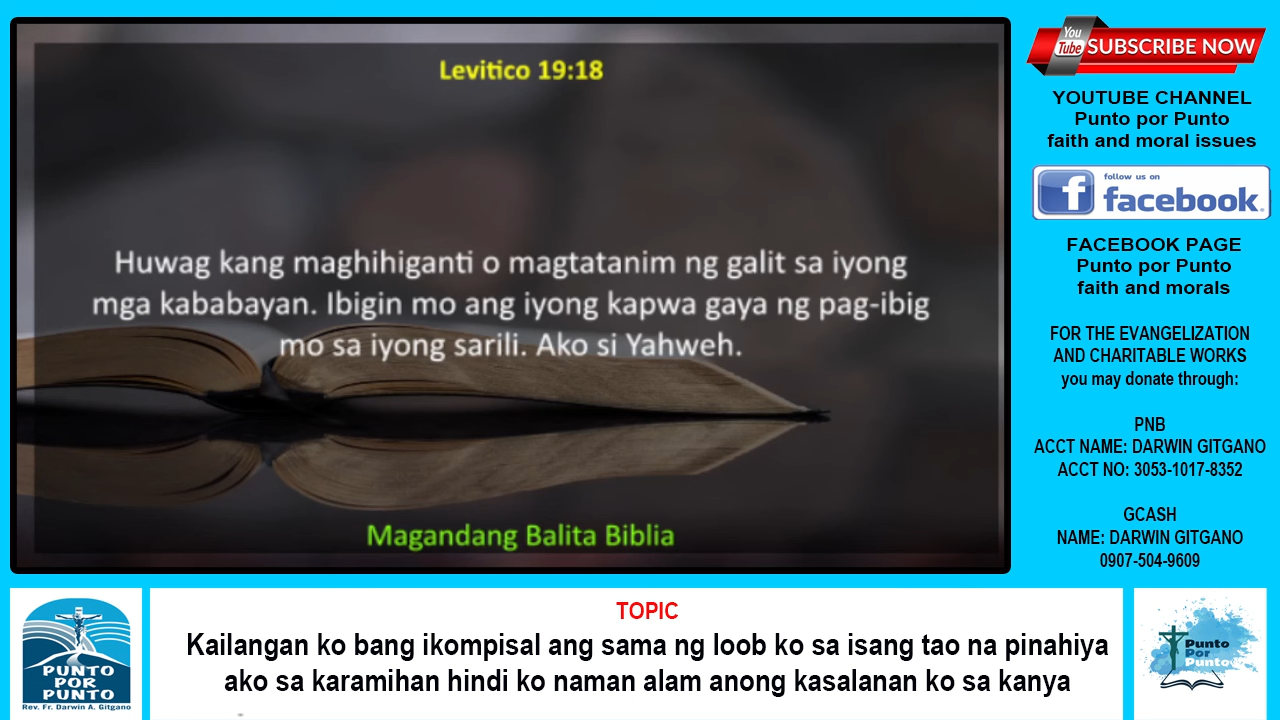 Levitico 19:18
Huwag kang maghihiganti o magtatanim ng galit sa iyong
mga kababayan. Ibigin mo ang iyong kapwa gaya ng pag-ibig
mo sa iyong sarili. Ako si Yahweh.
Magandang Balita Biblia
You
Tube SUBSCRIBE NOW
YOUTUBE CHANNEL
Punto por Punto
faith and moral issues
follow us on
f facebook.
FACEBOOK PAGE
Punto por Punto
faith and morals
FOR THE EVANGELIZATION
AND CHARITABLE WORKS
you may donate through:
PNB
ACCT NAME: DARWIN GITGANO
ACCT NO: 3053-1017-8352
GCASH
NAME: DARWIN GITGANO
0907-504-9609
PUNTO
POR
PUNTO
Rev. Fr. Darwin A. Gitgano
TOPIC
Kailangan ko bang ikompisal ang sama ng loob ko sa isang tao na pinahiya
ako sa karamihan hindi ko naman alam anong kasalanan ko sa kanya
Punto
Por
Punto